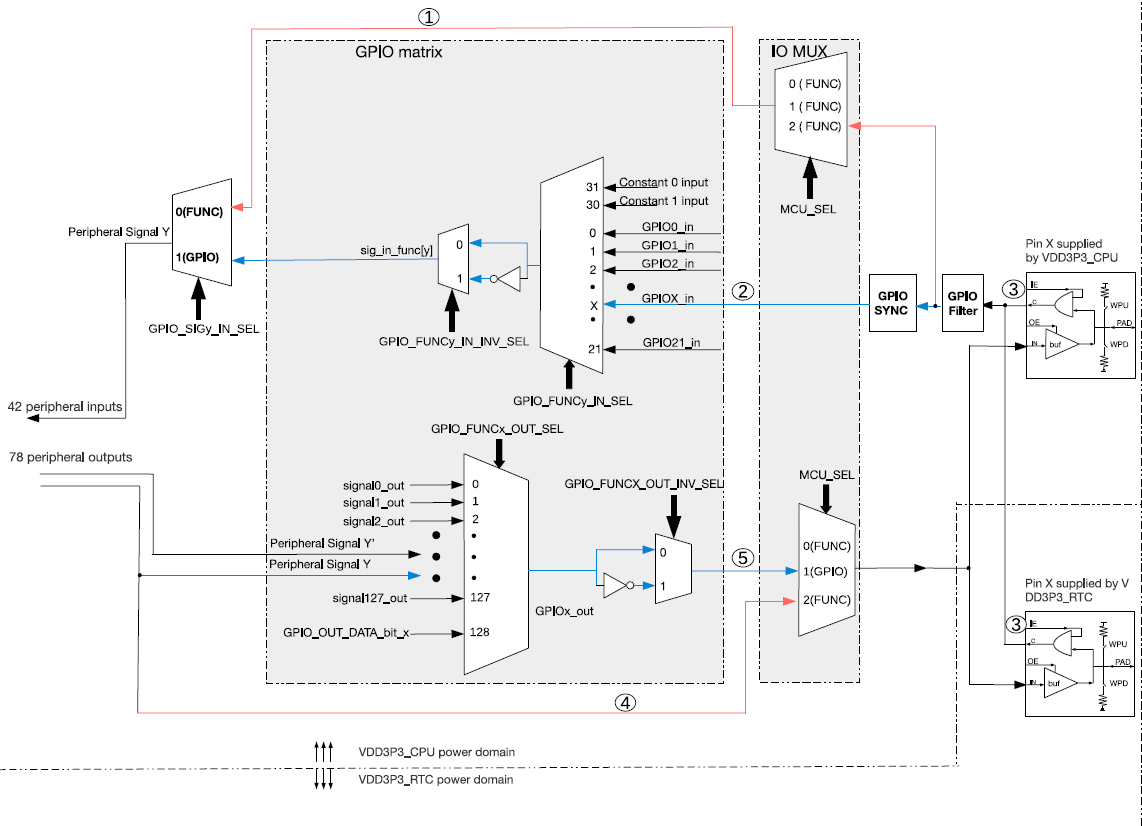 1
GPIO matrix
IO MUX
0 ( FUNC)
1 (FUNC)
2 ( FUNC)
MCU_SEL
31
Constant 0 input
30
Constant 1 input
0
GPIO0_in
1
GPIO1_in
2
GPIO2_in
X
GPIOX_in
21
GPIO21_in
2
GPIO_FUNCy_IN_SEL
0
1
sig_in_func[y]
GPIO_FUNCy_IN_INV_SEL
0(FUNC)
1(GPIO)
Peripheral Signal Y
GPIO_SIGy_IN_SEL
GPIO
SYNC
GPIO
Filter
Pin X supplied
by VDD3P3_CPU
3
IE
C
OE
IN
buf
WPU
PAD
WPD
42 peripheral inputs
78 peripheral outputs
GPIO_FUNCx_OUT_SEL
signal0_out
0
signal1_out
1
signal2_out
2
Peripheral Signal Y'
Peripheral Signal Y
signal127_out
127
GPIO_OUT_DATA_bit_x
128
GPIOx_out
GPIO_FUNCX_OUT_INV_SEL
0
1
5
MCU_SEL
0(FUNC)
1(GPIO)
2(FUNC)
4
Pin X supplied by V
DD3P3_RTC
3
IE
C
OE
IN
buf
WPU
PAD
WPD
VDD3P3_CPU power domain
VDD3P3_RTC power domain